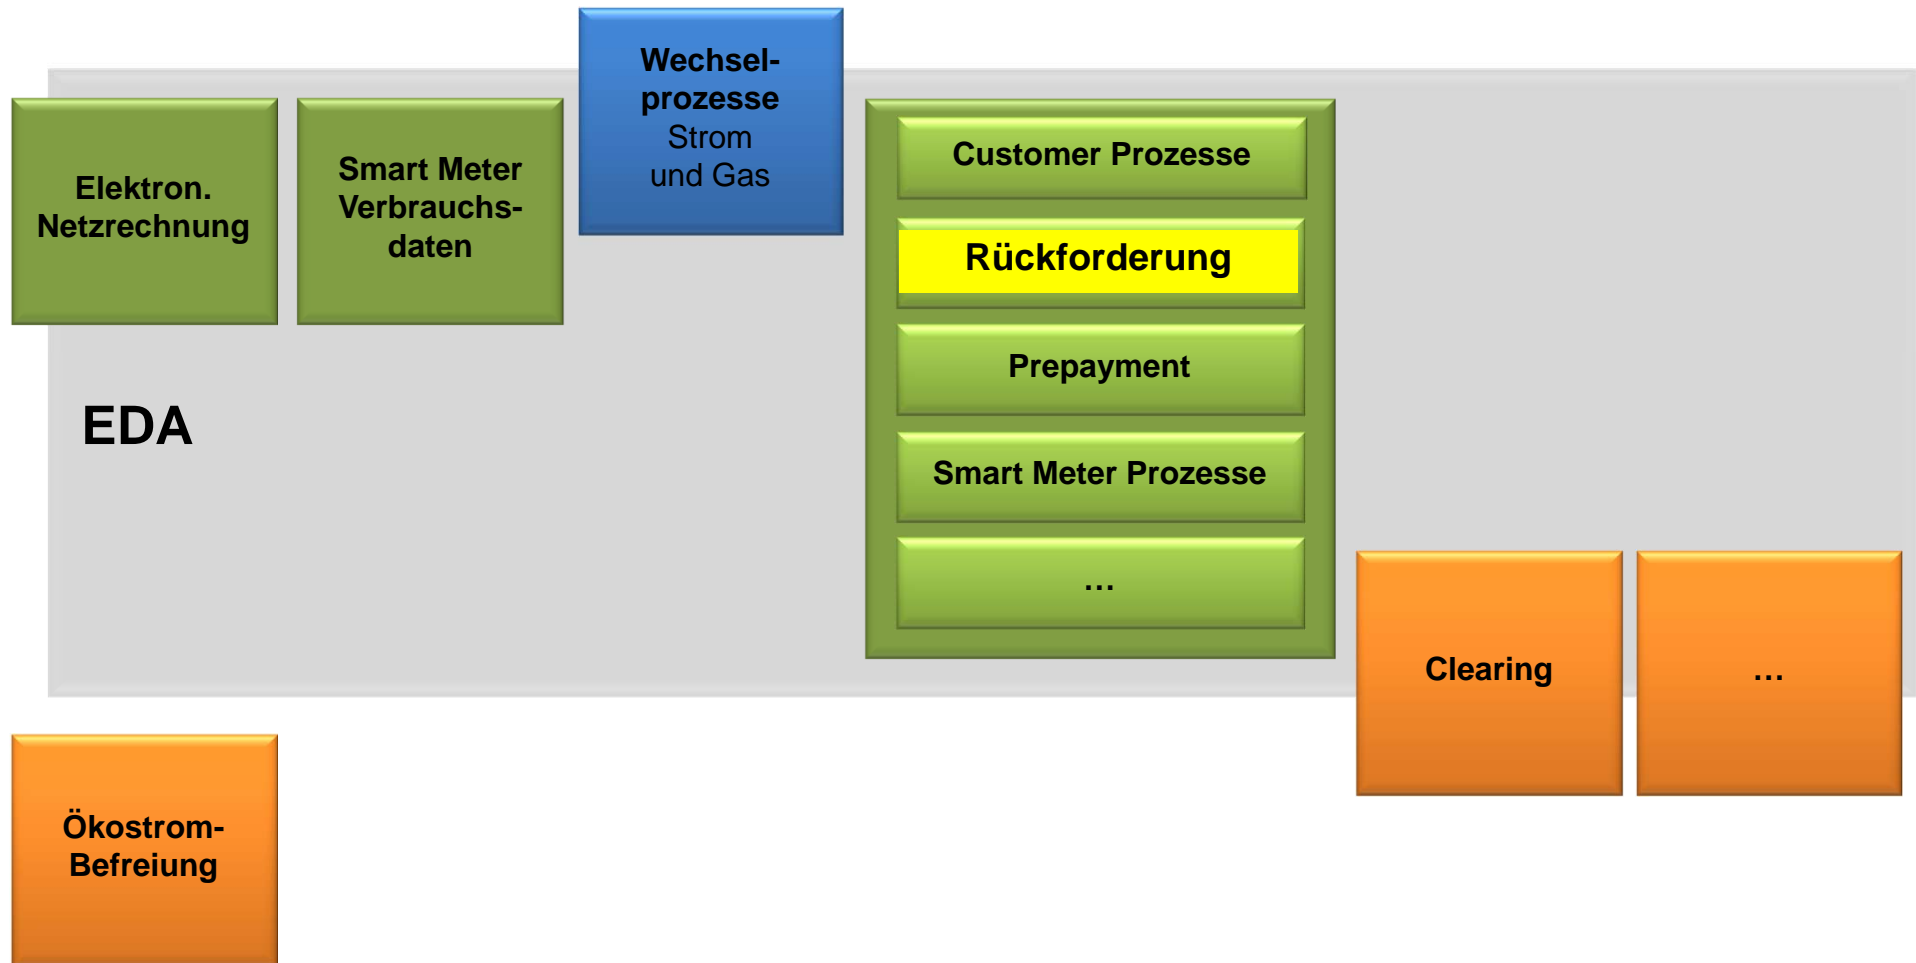 Elektron.
Netzrechnung
Smart Meter
Verbrauchs-
daten
Wechsel-
prozesse
Strom
und Gas
Customer Prozesse
Rückforderung
Prepayment
Smart Meter Prozesse
…
EDA
Clearing
…
Ökostrom-
Befreiung